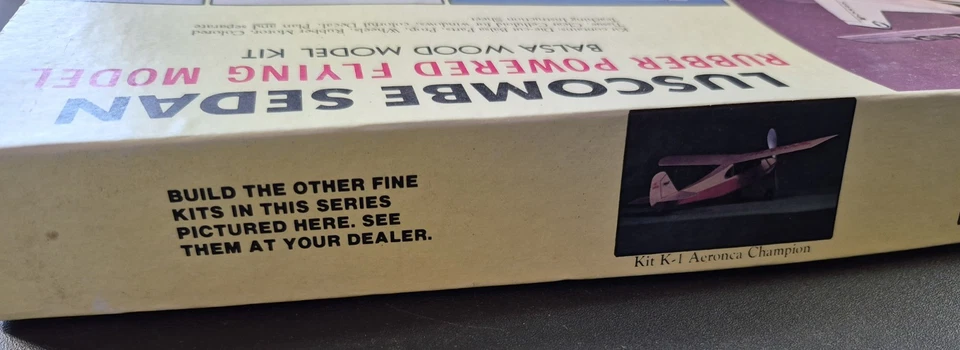 LUSCOMBE SEDAN
RUBBER POWERED FLYING MODEL
BALSA WOOD MODEL KIT
BUILD THE OTHER FINE
KITS IN THIS SERIES
PICTURED HERE. SEE
THEM AT YOUR DEALER.
Kit K-1 Aeronca Champion